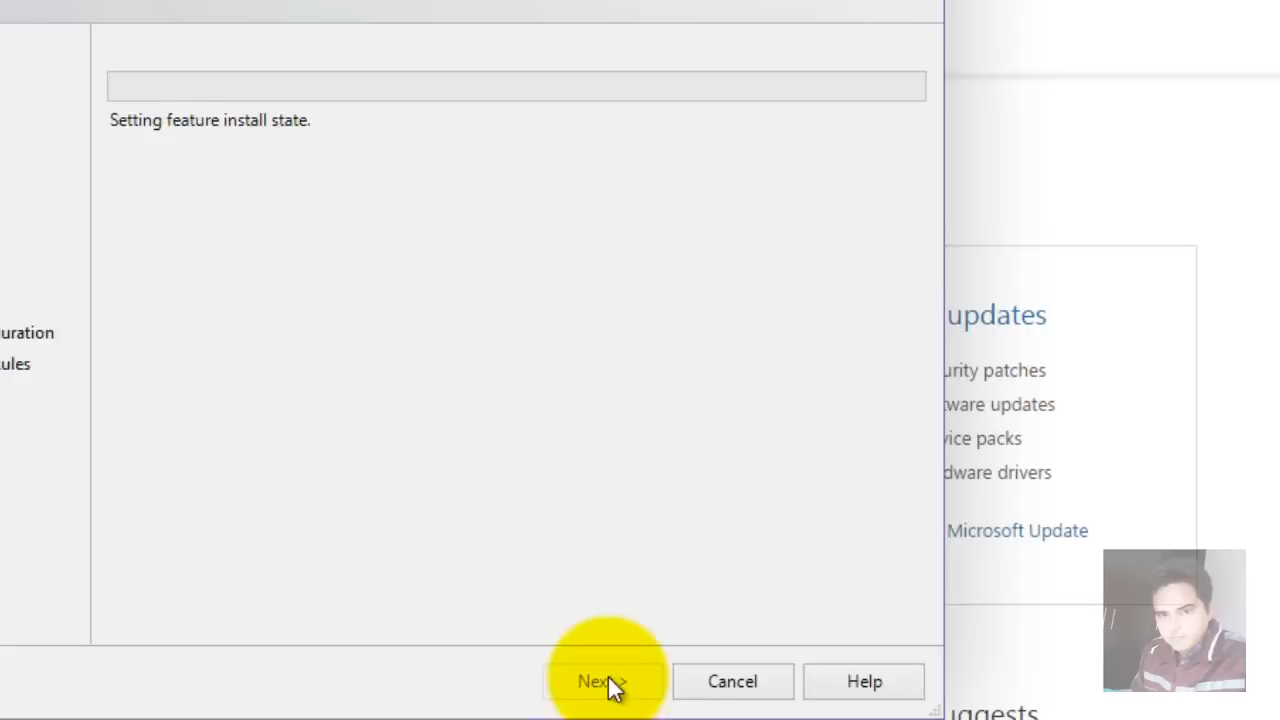 Setting feature install state.
uration
ules
updates
urity patches
ware updates
vice packs
dware drivers
Microsoft Update
Next >
Cancel
Help
uggests